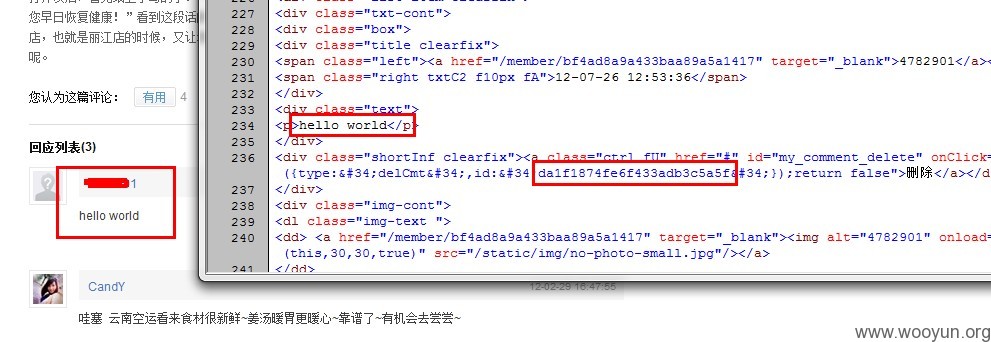 您早日恢复健康！”看到这段话
店，也就是丽江店的时候，又让
呢。
您认为这篇评论： 有用 4
回应列表(3)
1
hello world
CandY
12-02-29 16:47:55
哇塞 云南空运看来食材很新鲜~姜汤暖胃更暖心~靠谱了~有机会去尝尝~
227 <div class="txt-cont">
228 <div class="box">
229 <div class="title clearfix">
230 <span class="left"><a href="/member/bf4ad8a9a433baa89a5a1417" target="_blank">4782901</a><
231 <span class="right txtC2 f10px fA">12-07-26 12:53:36</span>
232 </div>
233 <div class="text">
234 <p>hello world</p>
235 </div>
236 <div class="shortInf clearfix"><a class="ctrl fU" href="#" id="my_comment_delete" onClick=
({type:&#34;delCmt&#34;,id:&#34;da1f1874fe6f433adb3c5a5f&#34;});return false">删除</a></d
237 </div>
238 <div class="img-cont">
239 <dl class="img-text ">
240 <dd> <a href="/member/bf4ad8a9a433baa89a5a1417" target="_blank"><img alt="4782901" onload=
(this,30,30,true)" src="/static/img/no-photo-small.jpg"/></a>
241 </dd>
www.wooyun.org